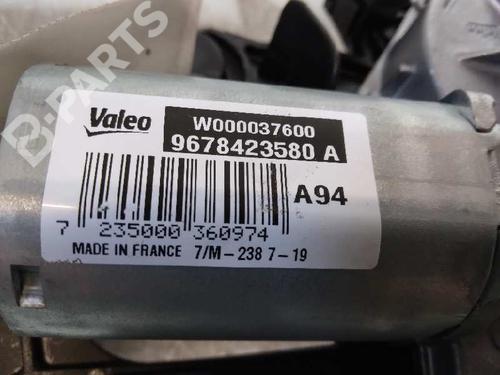 B-PARTS
Valeo
W000037600
9678423580 A
A94
7 235000 360974
MADE IN FRANCE 7/M-238 7-19